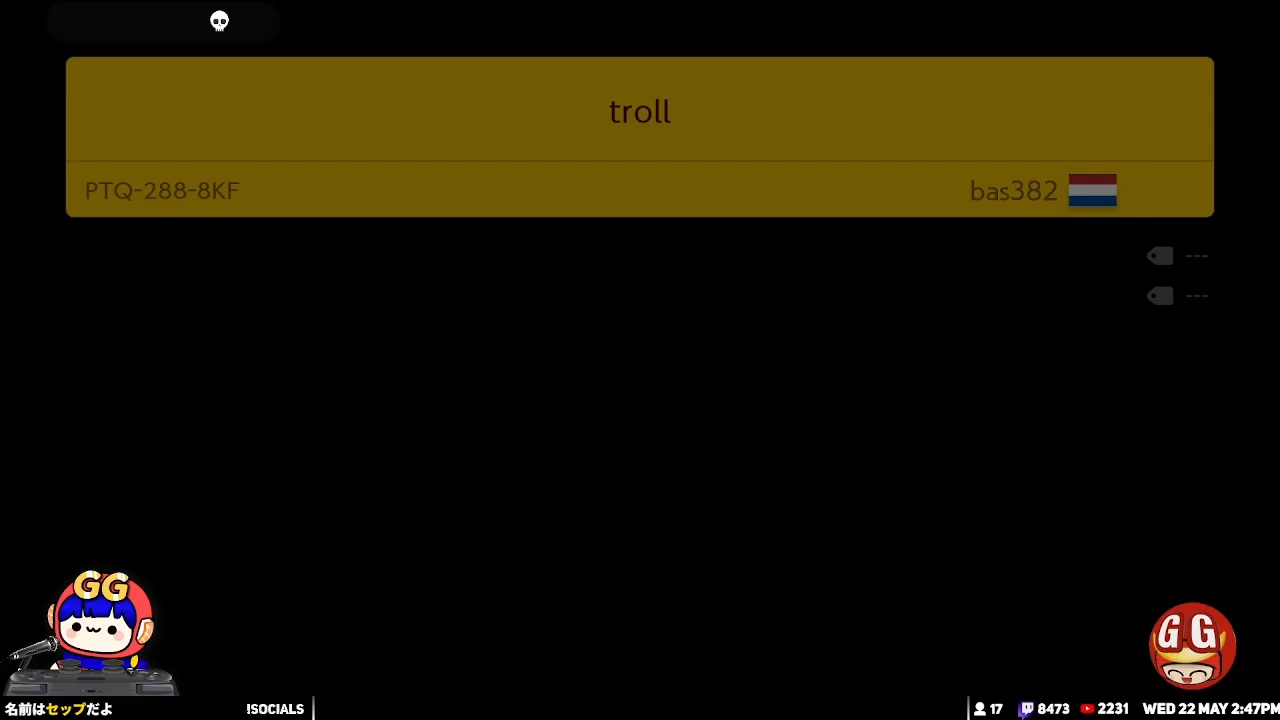 troll
PTQ-288-8KF
bas382
---
---
GG
GG
名前はセップだよ
!SOCIALS
17
8473
2231
WED 22 MAY 2:47PM